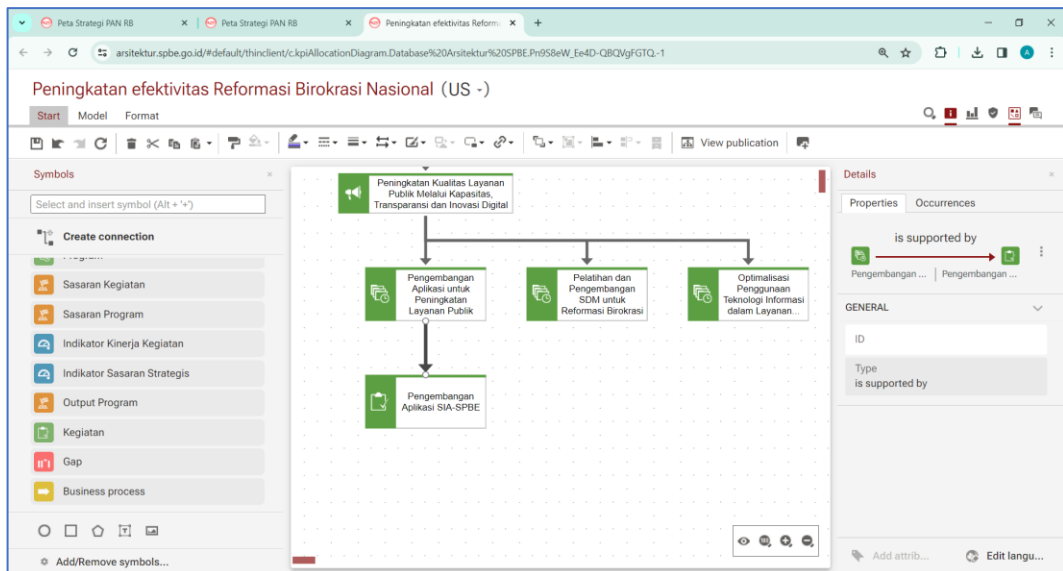 Peta Strategi PAN RB
Peta Strategi PAN RB
Peningkatan efektivitas Reform
arsitektur.spbe.go.id/#default/thinclient/c.kpiAllocationDiagram.Database%20Arsitektur%20SPBE.Pn9S8eW_Ee4D-QBQVgFGTQ.-1
A
Peningkatan efektivitas Reformasi Birokrasi Nasional (US -)
Start Model Format
View publication
Symbols
Select and insert symbol (Alt + '+')
Create connection
Program
Sasaran Kegiatan
Sasaran Program
Indikator Kinerja Kegiatan
Indikator Sasaran Strategis
Output Program
Kegiatan
Gap
Business process
Add/Remove symbols...
Peningkatan Kualitas Layanan
Publik Melalui Kapasitas,
Transparansi dan Inovasi Digital
Pengembangan
Aplikasi untuk
Peningkatan
Layanan Publik
Pelatihan dan
Pengembangan
SDM untuk
Reformasi Birokrasi
Optimalisasi
Penggunaan
Teknologi Informasi
dalam Layanan...
Pengembangan
Aplikasi SIA-SPBE
Details
Properties Occurrences
is supported by
Pengembangan ... Pengembangan ...
GENERAL
ID
Type
is supported by
Add attrib... Edit langu...